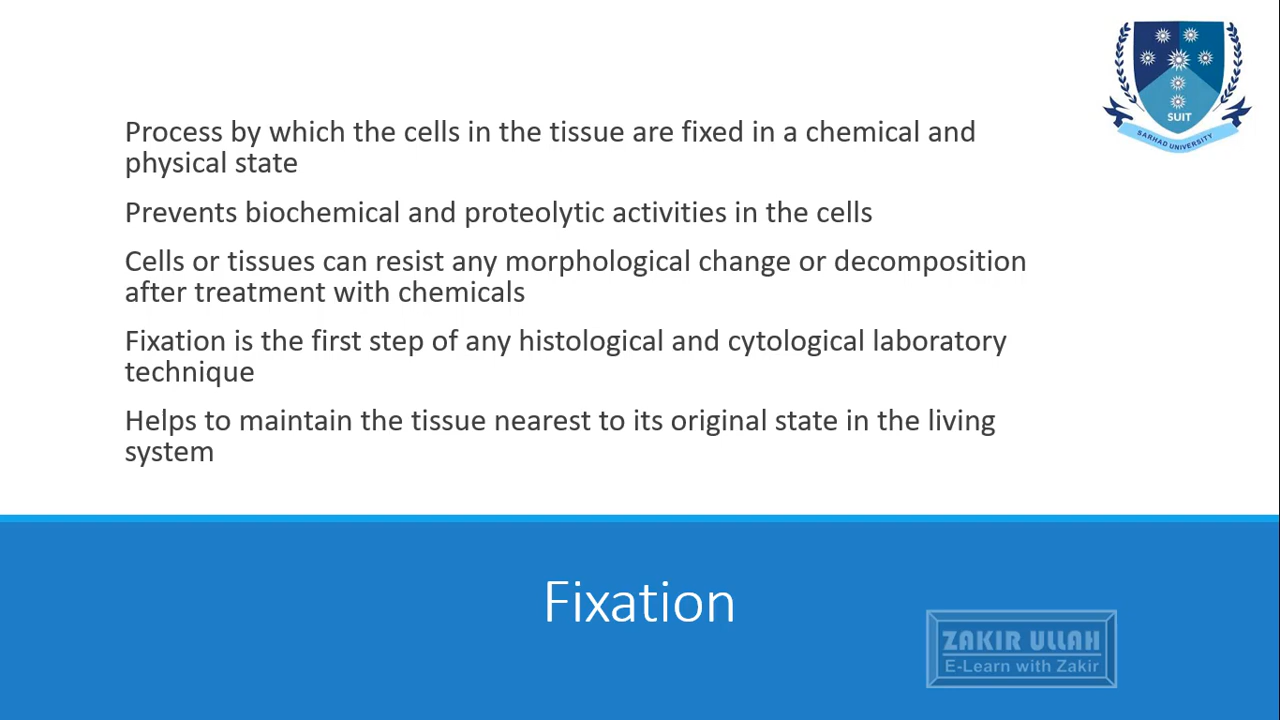 SUIT
SARHAD UNIVERSITY
Process by which the cells in the tissue are fixed in a chemical and
physical state
Prevents biochemical and proteolytic activities in the cells
Cells or tissues can resist any morphological change or decomposition
after treatment with chemicals
Fixation is the first step of any histological and cytological laboratory
technique
Helps to maintain the tissue nearest to its original state in the living
system
Fixation
ZAKIR ULLAH
E-Learn with Zakir